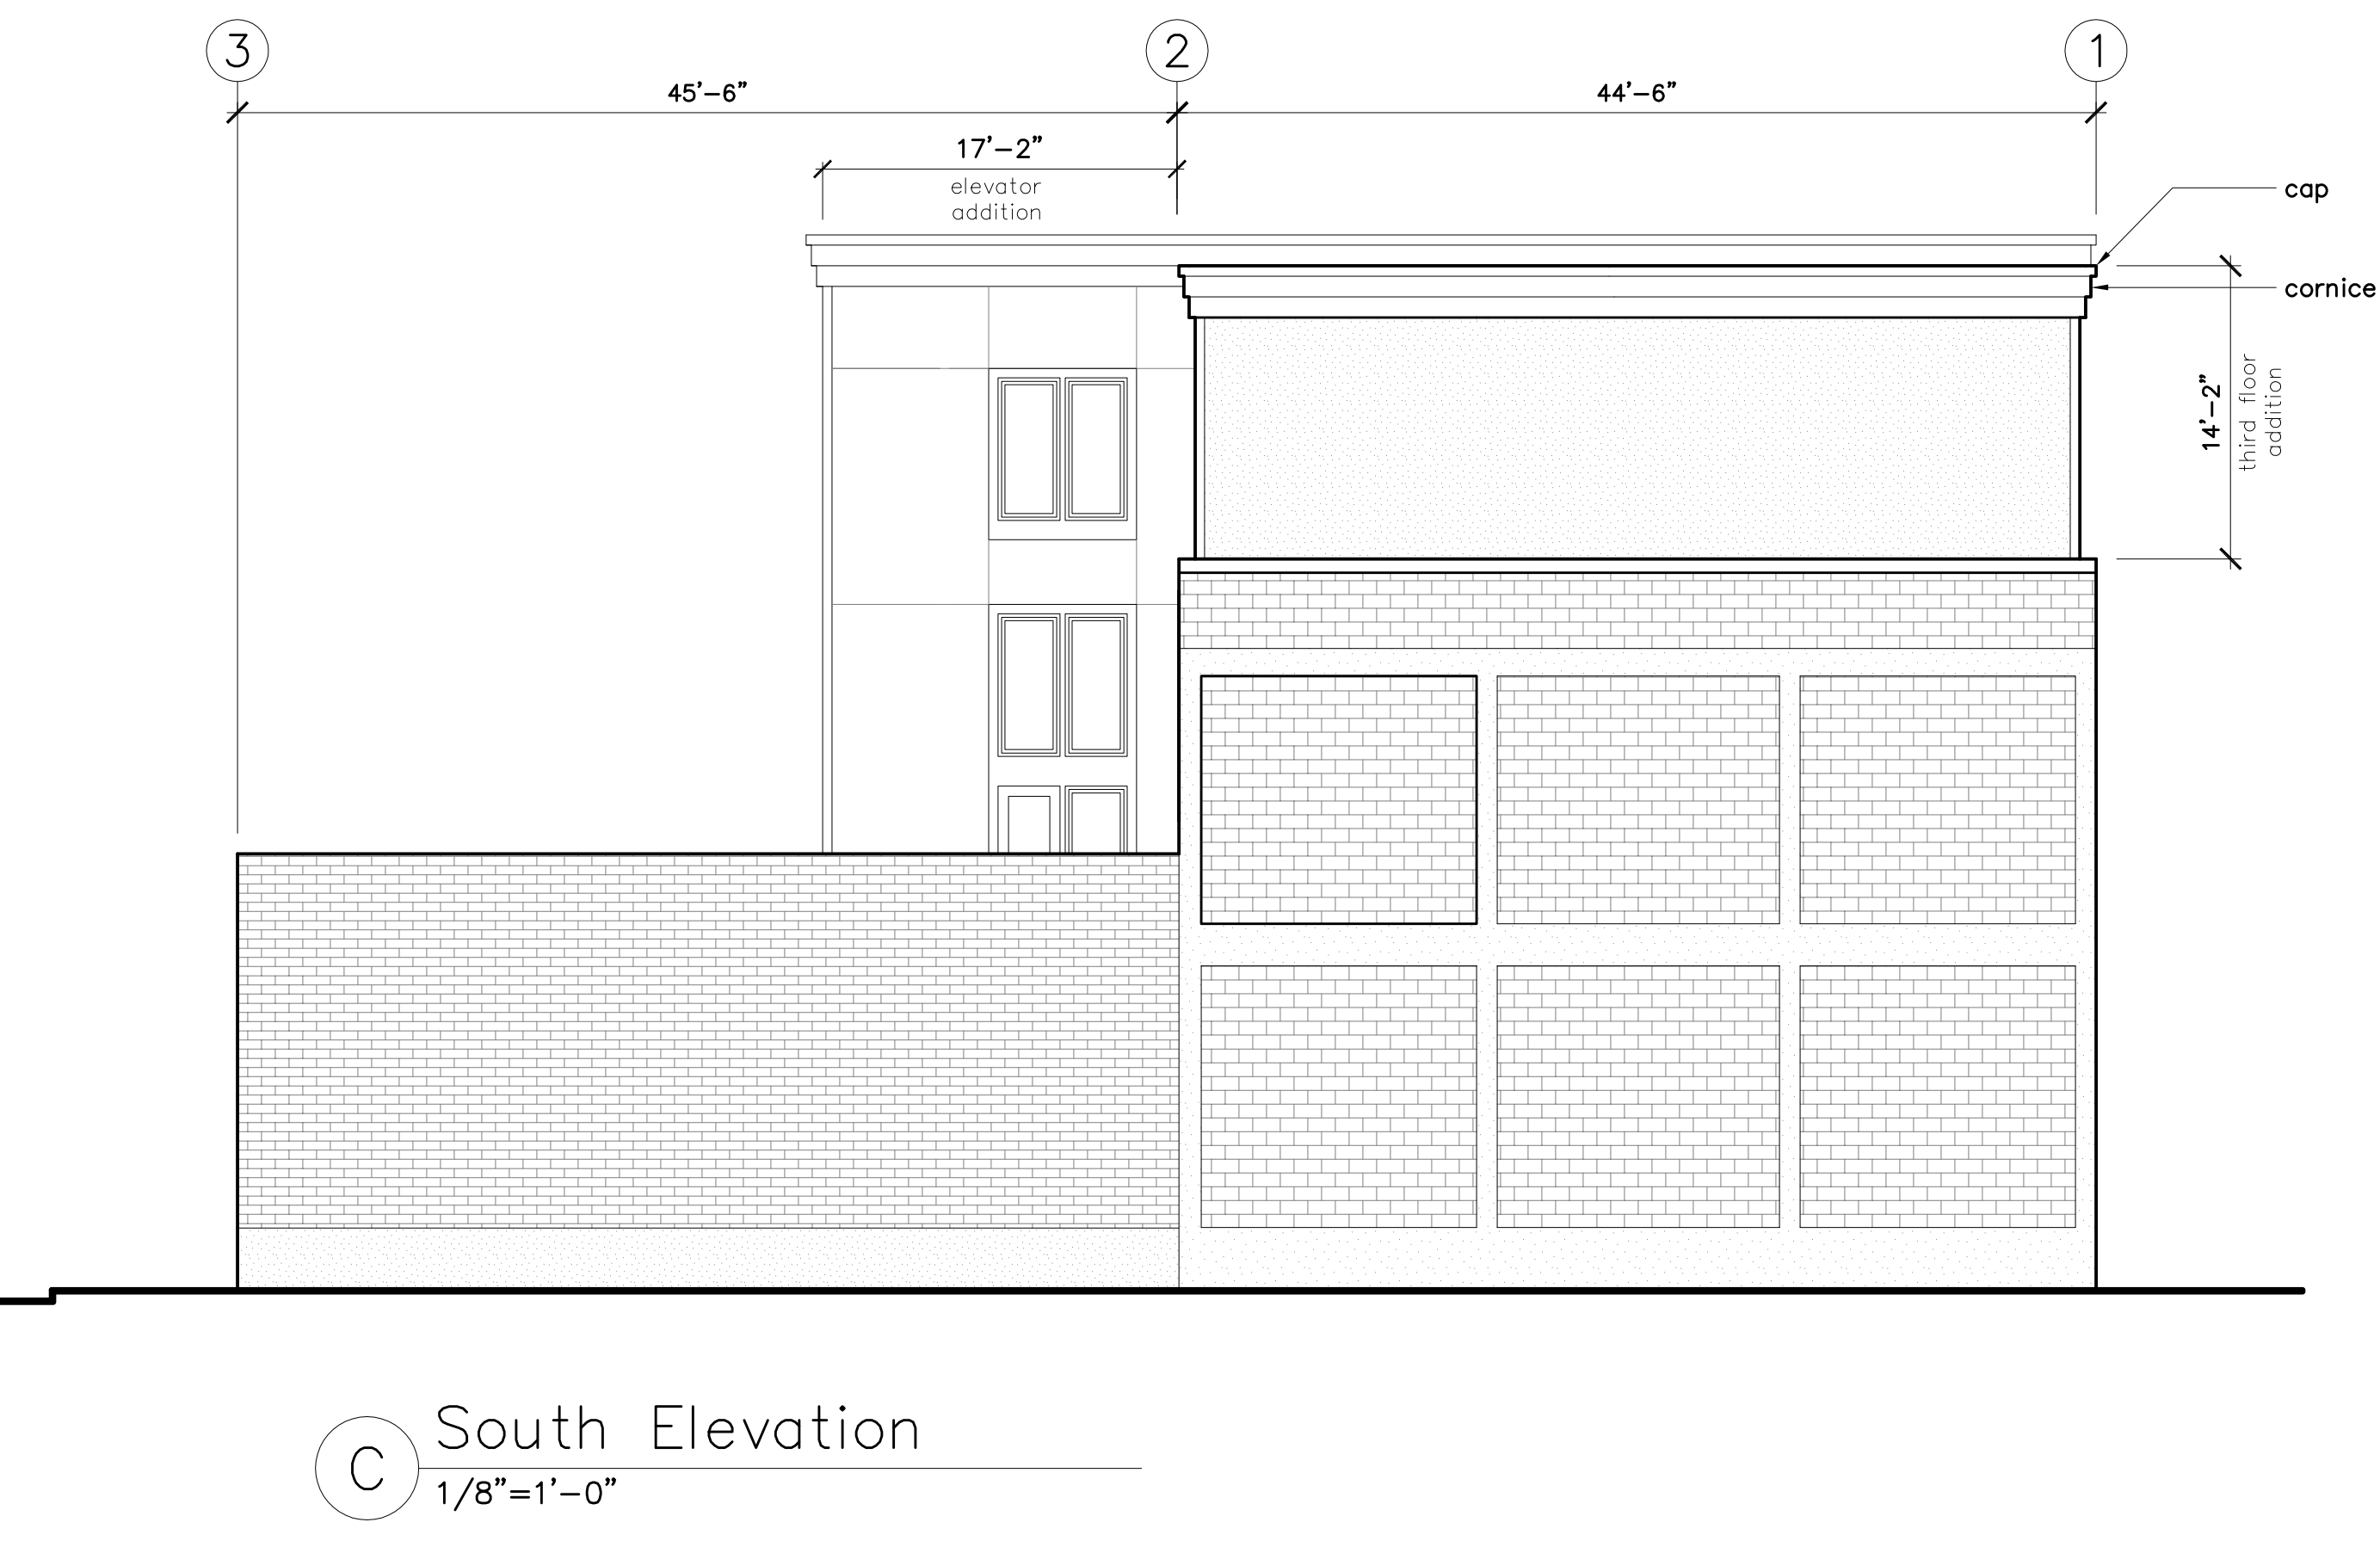 3
2
1
45'-6"
44'-6"
17'-2"
elevator
addition
cap
cornice
14'-2"
third floor
addition
C
South Elevation
1/8"=1'-0"